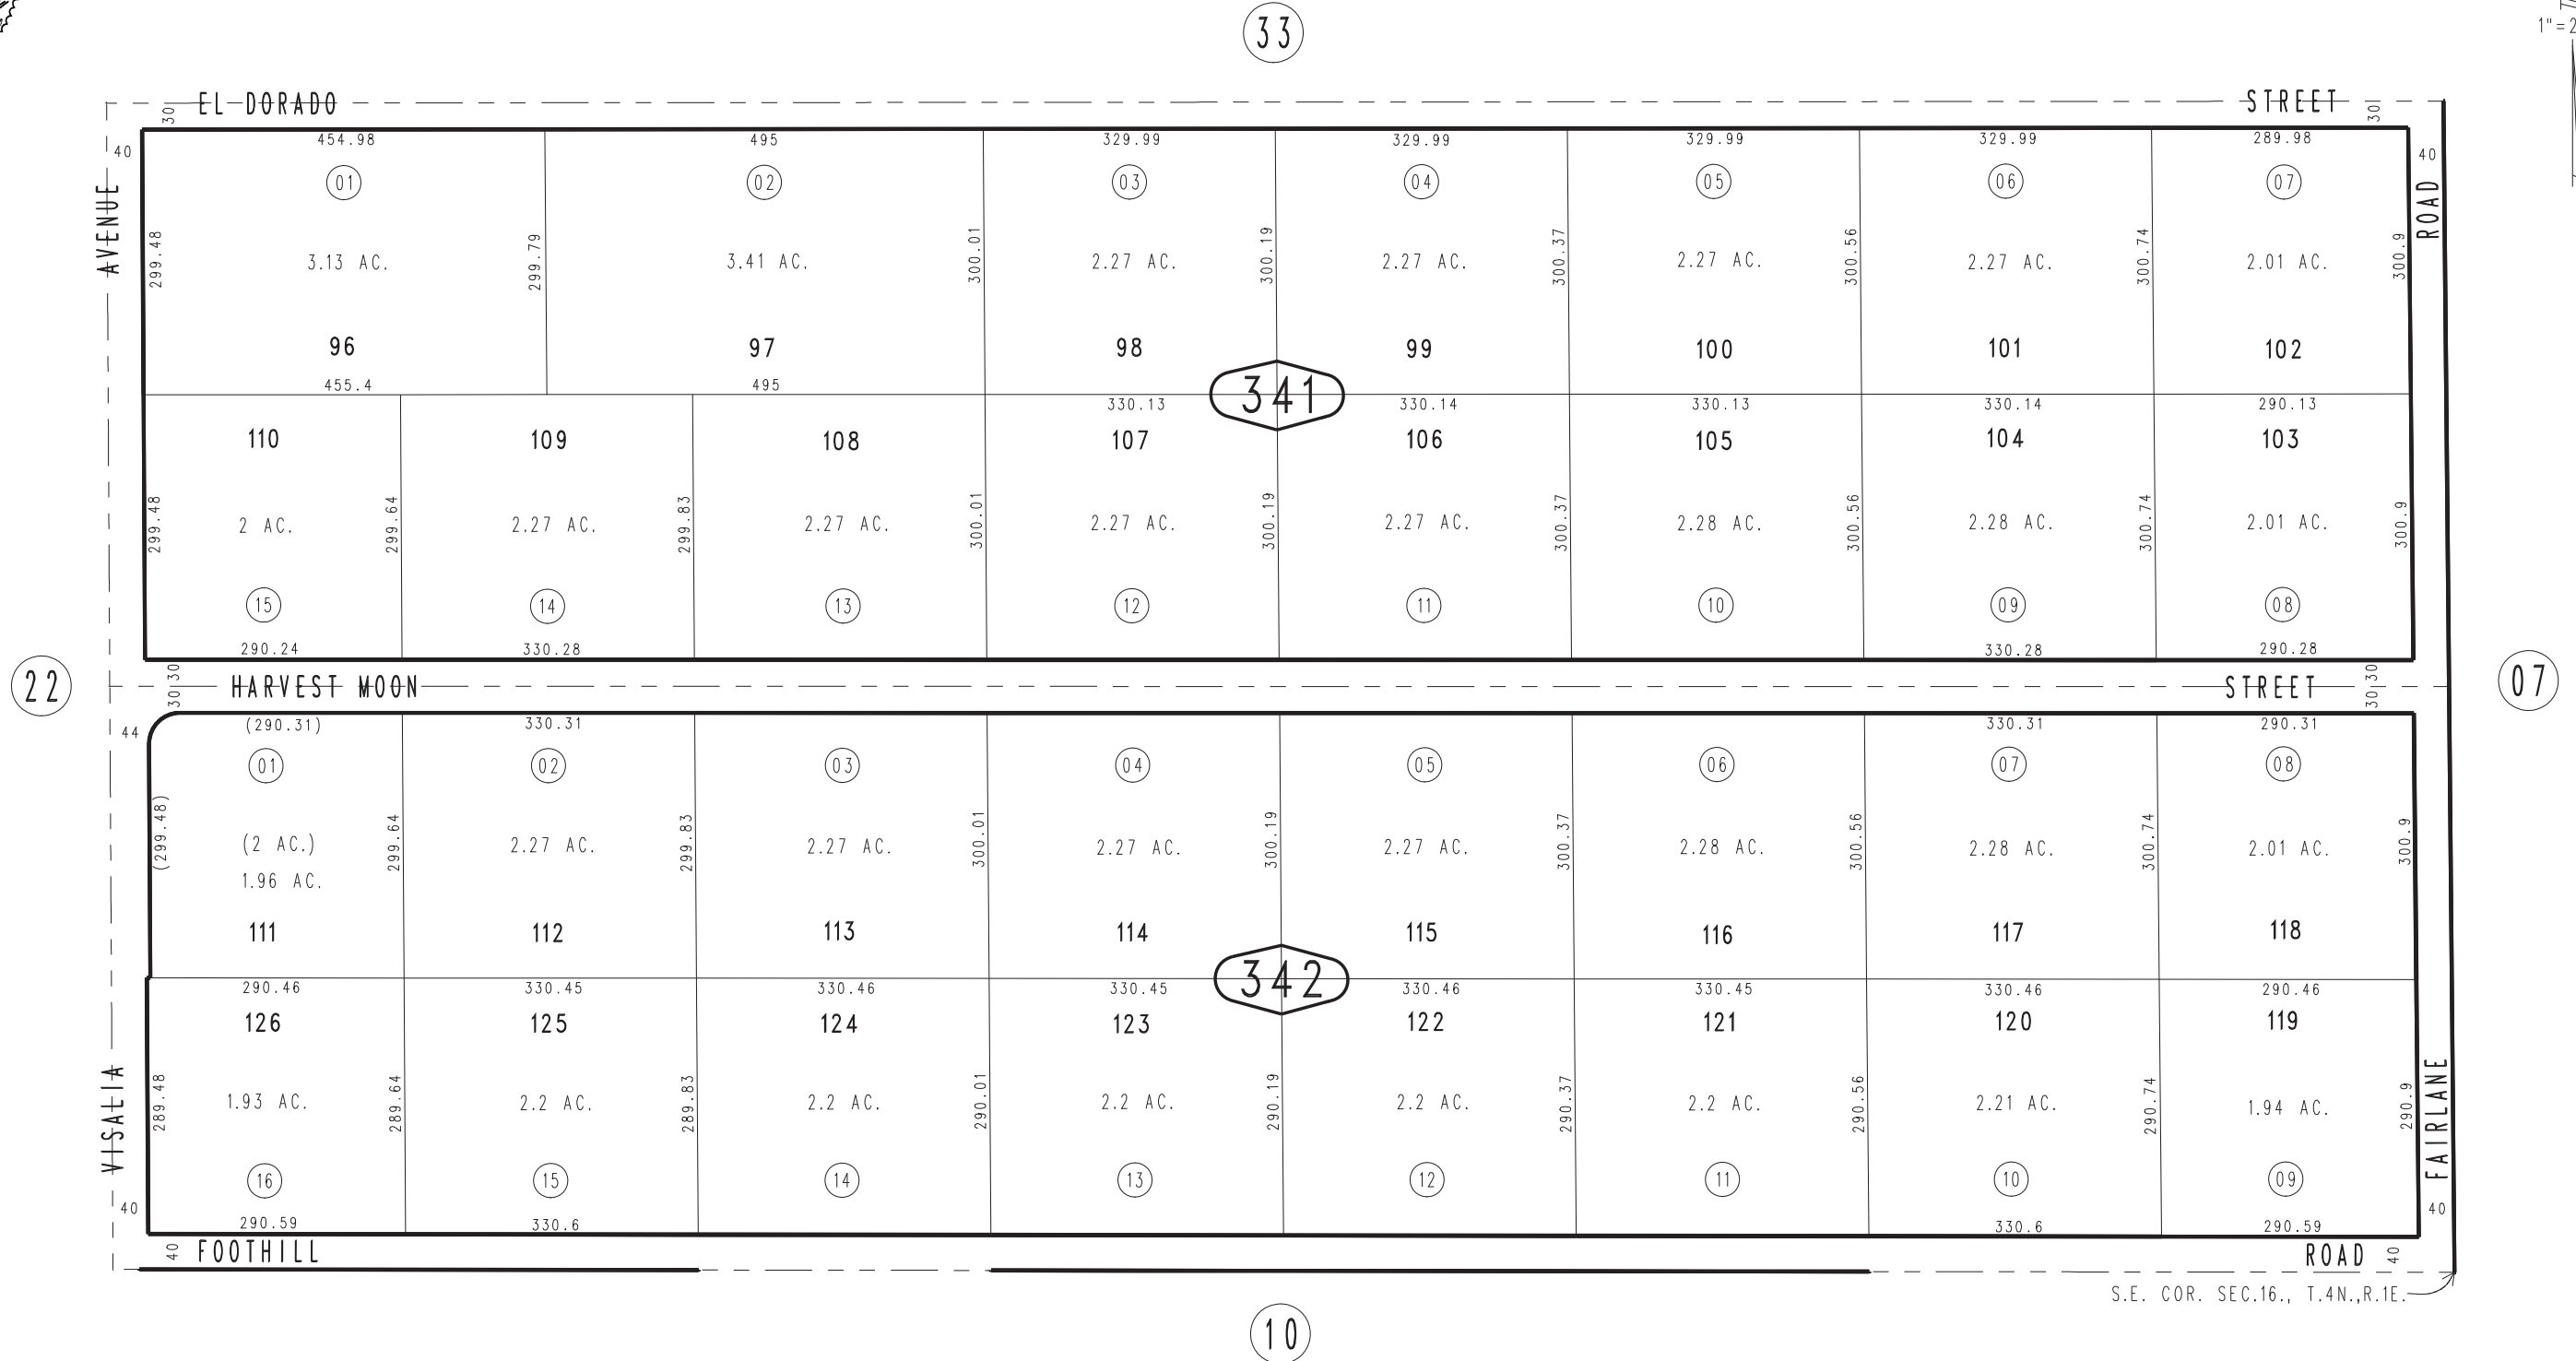 33
1"=2
EL DORADO STREET
30 30
454.98 495 329.99 329.99 329.99 329.99 289.98
40 40
01 02 03 04 05 06 07
AVENUE ROAD
299.48 299.79 300.01 300.19 300.37 300.56 300.74 300.9
3.13 AC. 3.41 AC. 2.27 AC. 2.27 AC. 2.27 AC. 2.27 AC. 2.01 AC.
96 97 98 99 100 101 102
455.4 495
341
330.13 330.14 330.13 330.14 290.13
110 109 108 107 106 105 104 103
299.48 299.64 299.83 300.01 300.19 300.37 300.56 300.74 300.9
2 AC. 2.27 AC. 2.27 AC. 2.27 AC. 2.27 AC. 2.28 AC. 2.28 AC. 2.01 AC.
15 14 13 12 11 10 09 08
290.24 330.28 330.28 290.28
22 07
30 30 30 30
HARVEST MOON STREET
44
(290.31) 330.31 330.31 290.31
01 02 03 04 05 06 07 08
(299.48) 299.64 299.83 300.01 300.19 300.37 300.56 300.74 300.9
(2 AC.) 2.27 AC. 2.27 AC. 2.27 AC. 2.27 AC. 2.28 AC. 2.28 AC. 2.01 AC.
1.96 AC.
111 112 113 114 115 116 117 118
342
290.46 330.45 330.46 330.45 330.46 330.45 330.46 290.46
126 125 124 123 122 121 120 119
VISALIA FAIRLANE
289.48 289.64 289.83 290.01 290.19 290.37 290.56 290.74 290.9
1.93 AC. 2.2 AC. 2.2 AC. 2.2 AC. 2.2 AC. 2.2 AC. 2.21 AC. 1.94 AC.
16 15 14 13 12 11 10 09
40 40
290.59 330.6 330.6 290.59
40 FOOTHILL ROAD 40
S.E. COR. SEC.16., T.4N.,R.1E.
10